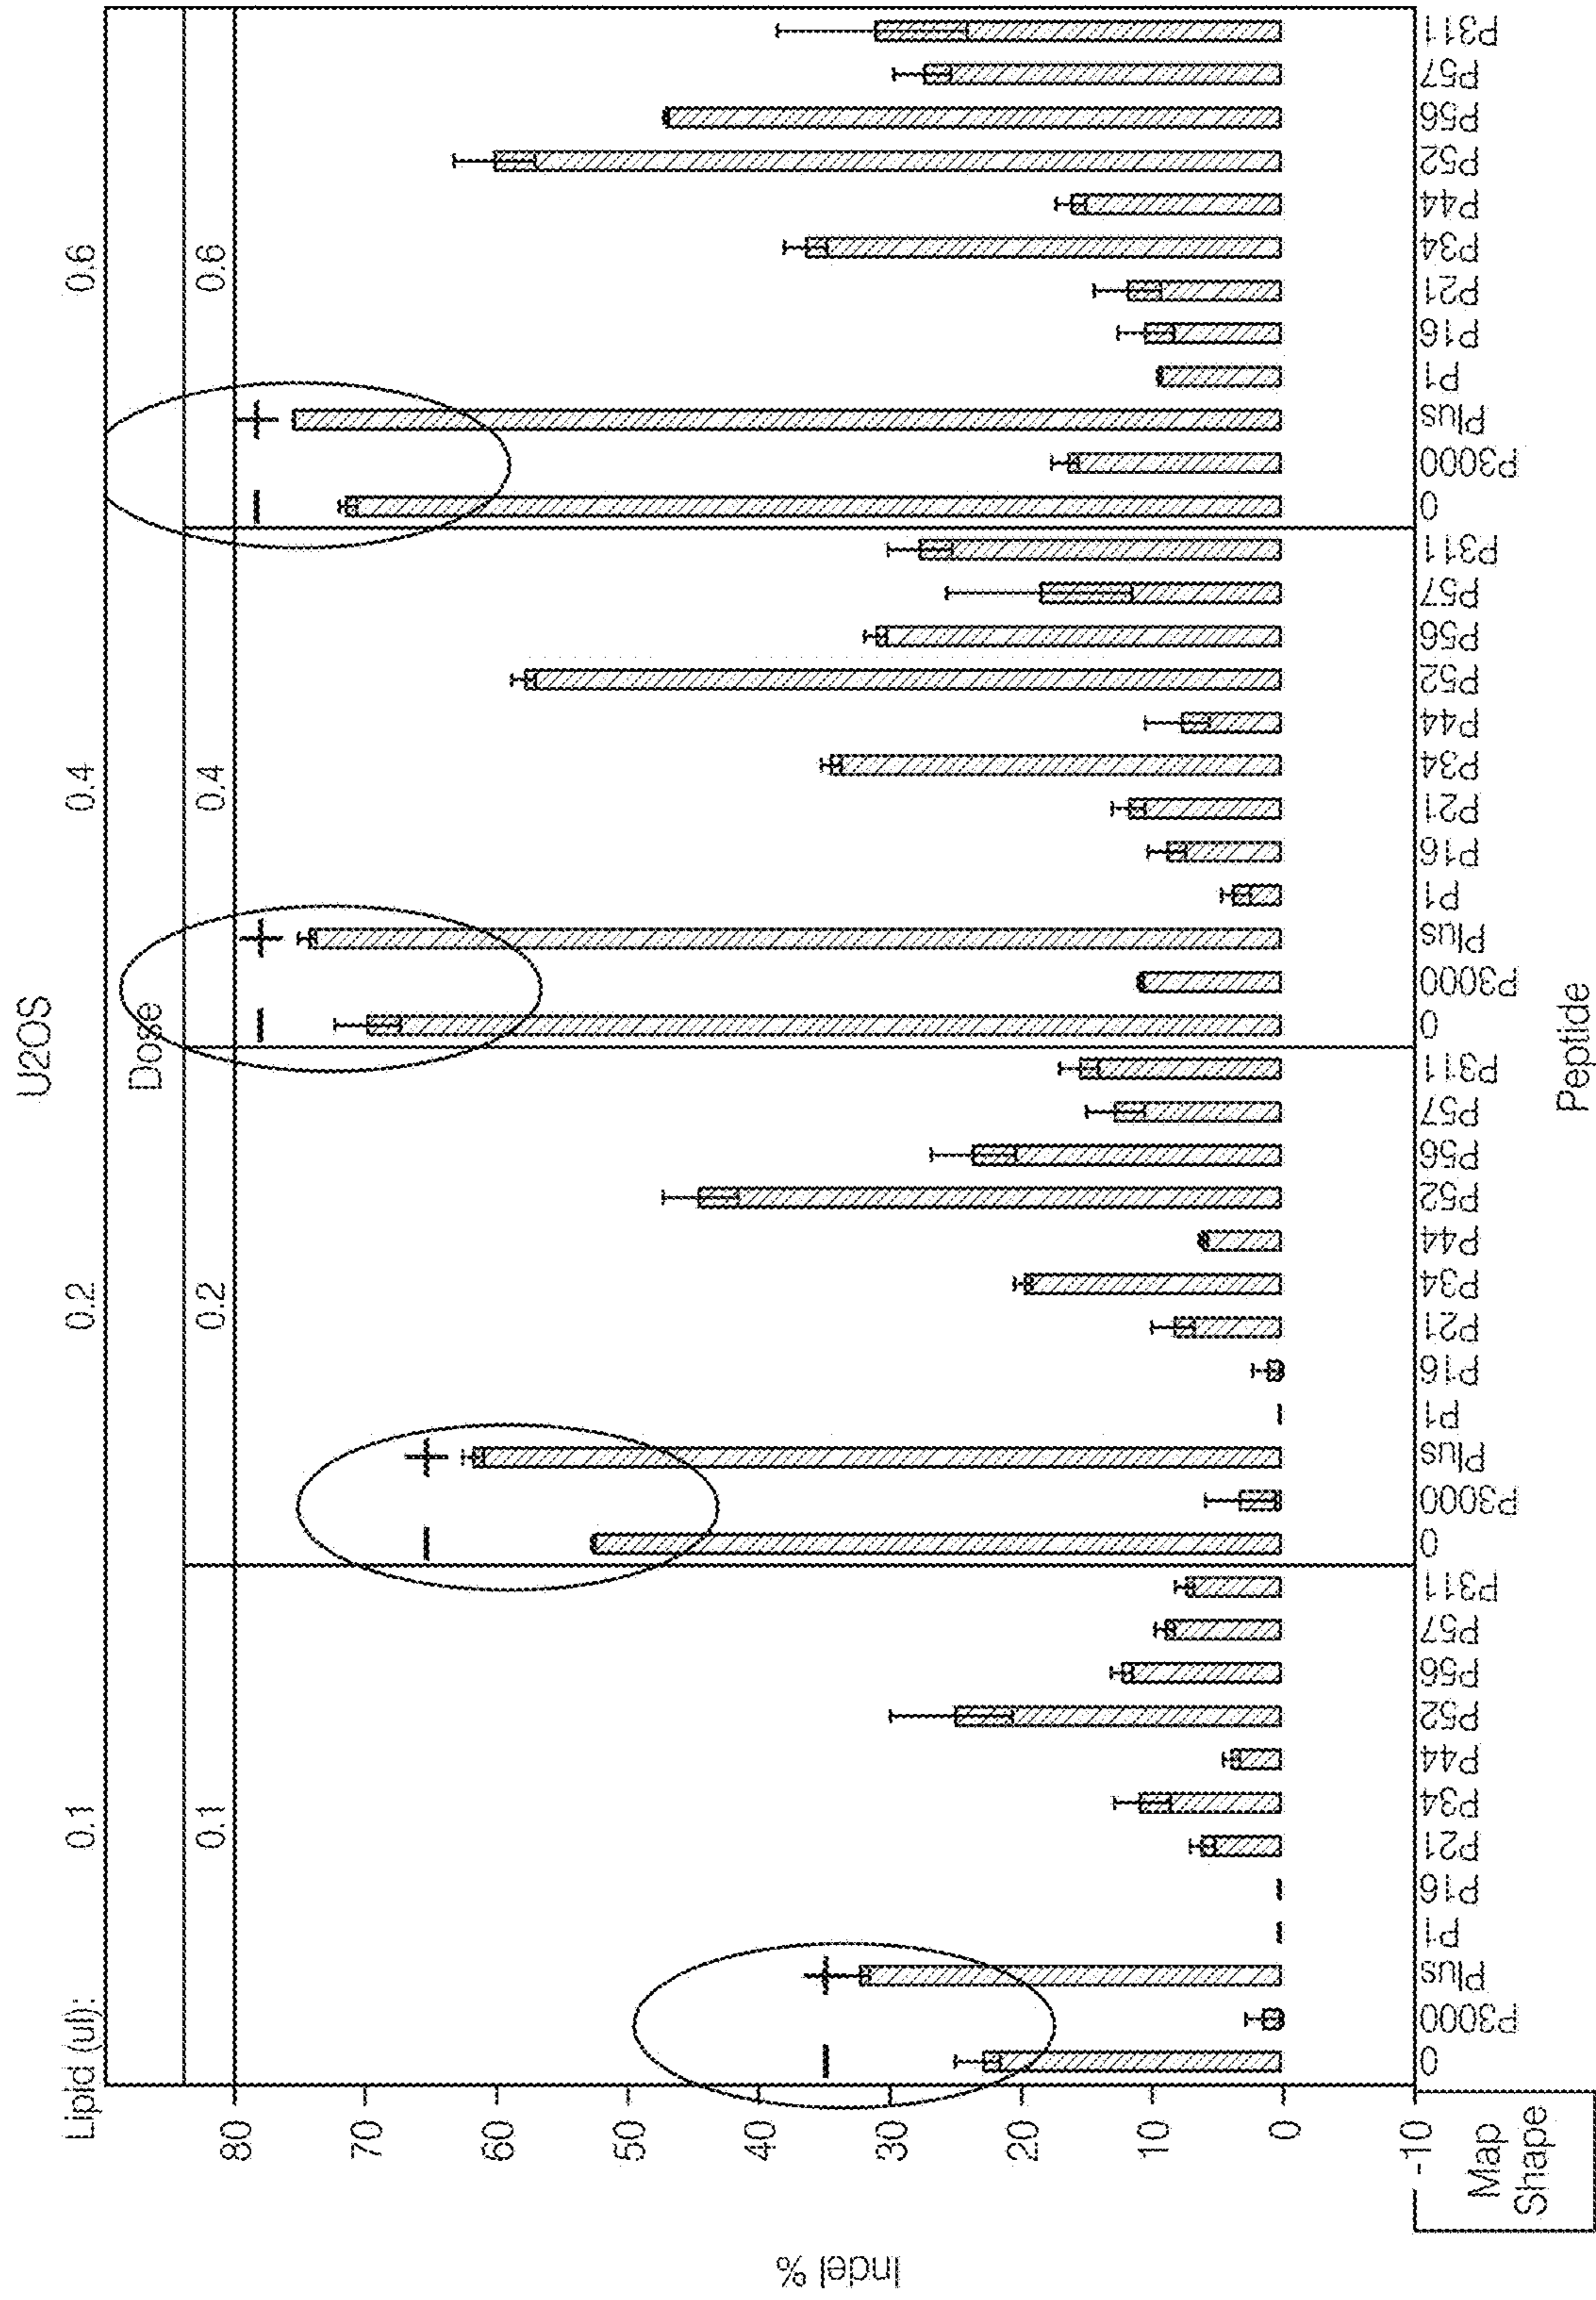 U2OS
Lipid (ul): 0.1 0.2 0.4 0.6
Dose
0.1 0.2 0.4 0.6
Indel %
80
70
60
50
40
30
20
10
0
-10
− + − + − + − +
0 P3000 Plus P1 P16 P21 P34 P44 P52 P56 P57 P311 0 P3000 Plus P1 P16 P21 P34 P44 P52 P56 P57 P311 0 P3000 Plus P1 P16 P21 P34 P44 P52 P56 P57 P311 0 P3000 Plus P1 P16 P21 P34 P44 P52 P56 P57 P311
Map
Shape
Peptide